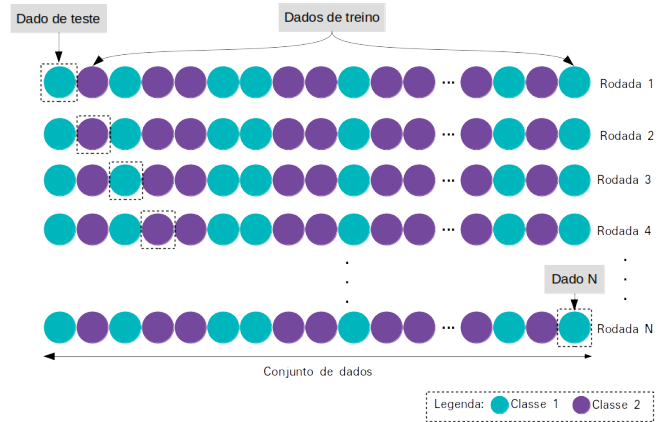 Dado de teste
Dados de treino
Rodada 1
Rodada 2
Rodada 3
Rodada 4
Dado N
Rodada N
Conjunto de dados
Legenda: Classe 1 Classe 2